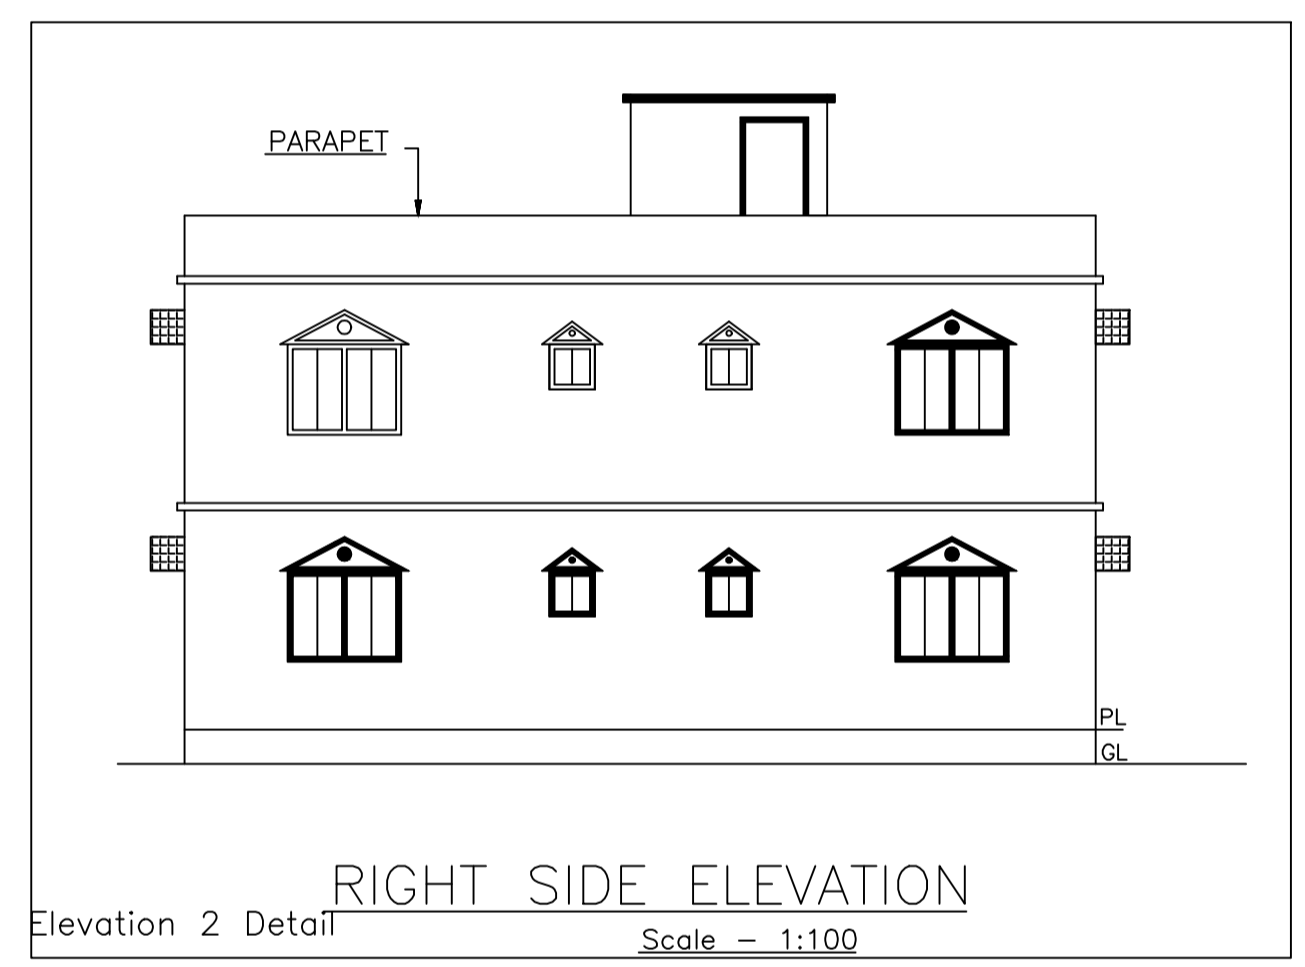 PARAPET
PL
GL
RIGHT SIDE ELEVATION
Elevation 2 Detail
Scale - 1:100